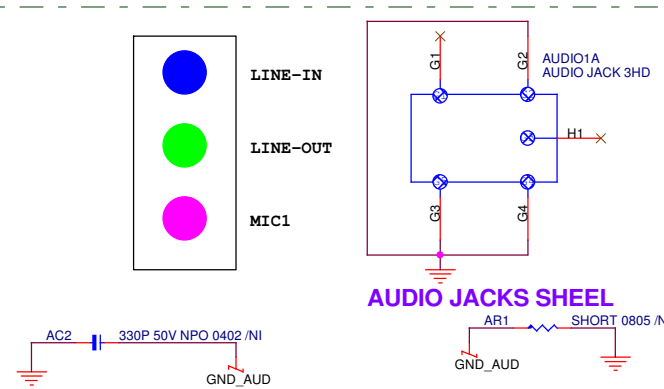 LINE-IN
LINE-OUT
MIC1
G1
G2
AUDIO1A
AUDIO JACK 3HD
H1
G3
G4
AUDIO JACKS SHEEL
AC2
330P 50V NPO 0402 /NI
GND_AUD
AR1
SHORT 0805 /N
GND_AUD